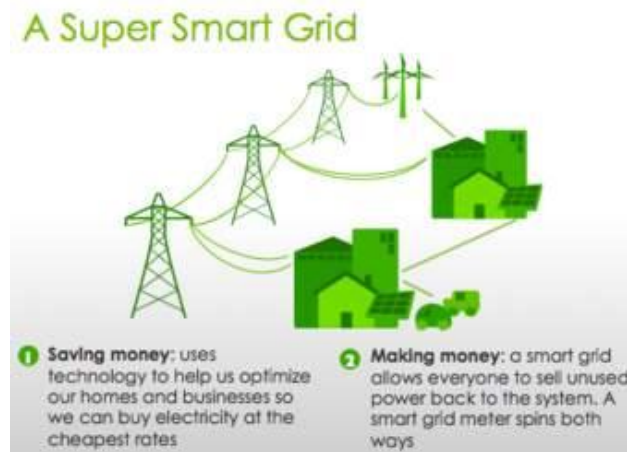 A Super Smart Grid
1 Saving money: uses
technology to help us optimize
our homes and businesses so
we can buy electricity at the
cheapest rates
2 Making money: a smart grid
allows everyone to sell unused
power back to the system. A
smart grid meter spins both
ways